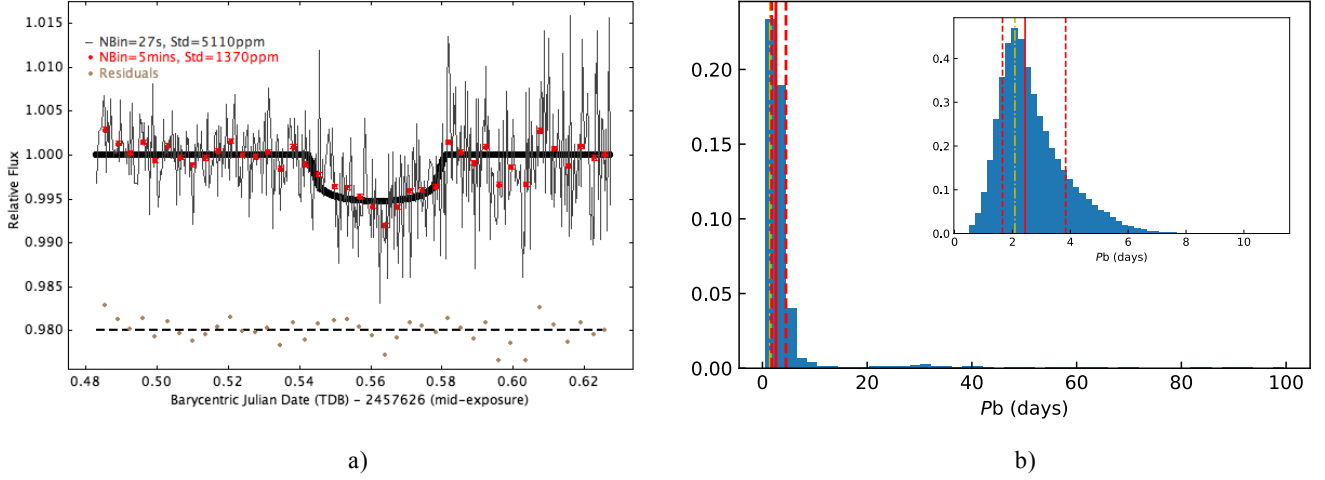 1.015
1.010
1.005
1.000
0.995
0.990
0.985
0.980
Relative Flux
NBin=27s, Std=5110ppm
NBin=5mins, Std=1370ppm
Residuals
0.48 0.50 0.52 0.54 0.56 0.58 0.60 0.62
Barycentric Julian Date (TDB) - 2457626 (mid-exposure)
a)
0.20
0.15
0.10
0.05
0.00
0 20 40 60 80 100
Pb (days)
0.4
0.3
0.2
0.1
0.0
0 2 4 6 8 10
Pb (days)
b)